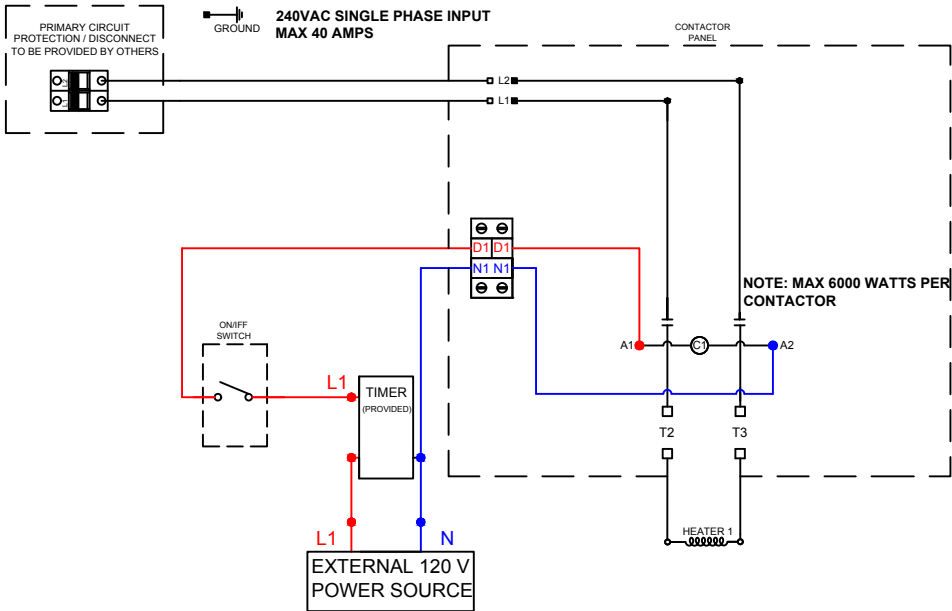 PRIMARY CIRCUIT
PROTECTION / DISCONNECT
TO BE PROVIDED BY OTHERS
L2
L1
GROUND
240VAC SINGLE PHASE INPUT
MAX 40 AMPS
CONTACTOR
PANEL
L2
L1
D1 D1
N1 N1
NOTE: MAX 6000 WATTS PER
CONTACTOR
A1 C1 A2
ON/IFF
SWITCH
L1
TIMER
(PROVIDED)
T2 T3
HEATER 1
L1 N
EXTERNAL 120 V
POWER SOURCE